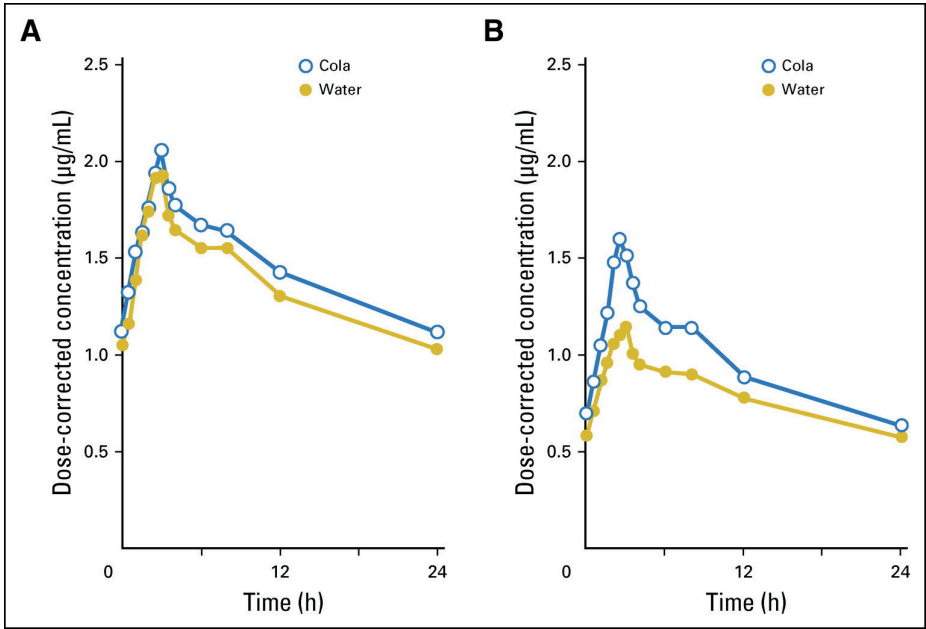 A
Cola
Water
Dose-corrected concentration (µg/mL)
2.5
2.0
1.5
1.0
0.5
0
12
24
Time (h)
B
Cola
Water
Dose-corrected concentration (µg/mL)
2.5
2.0
1.5
1.0
0.5
0
12
24
Time (h)